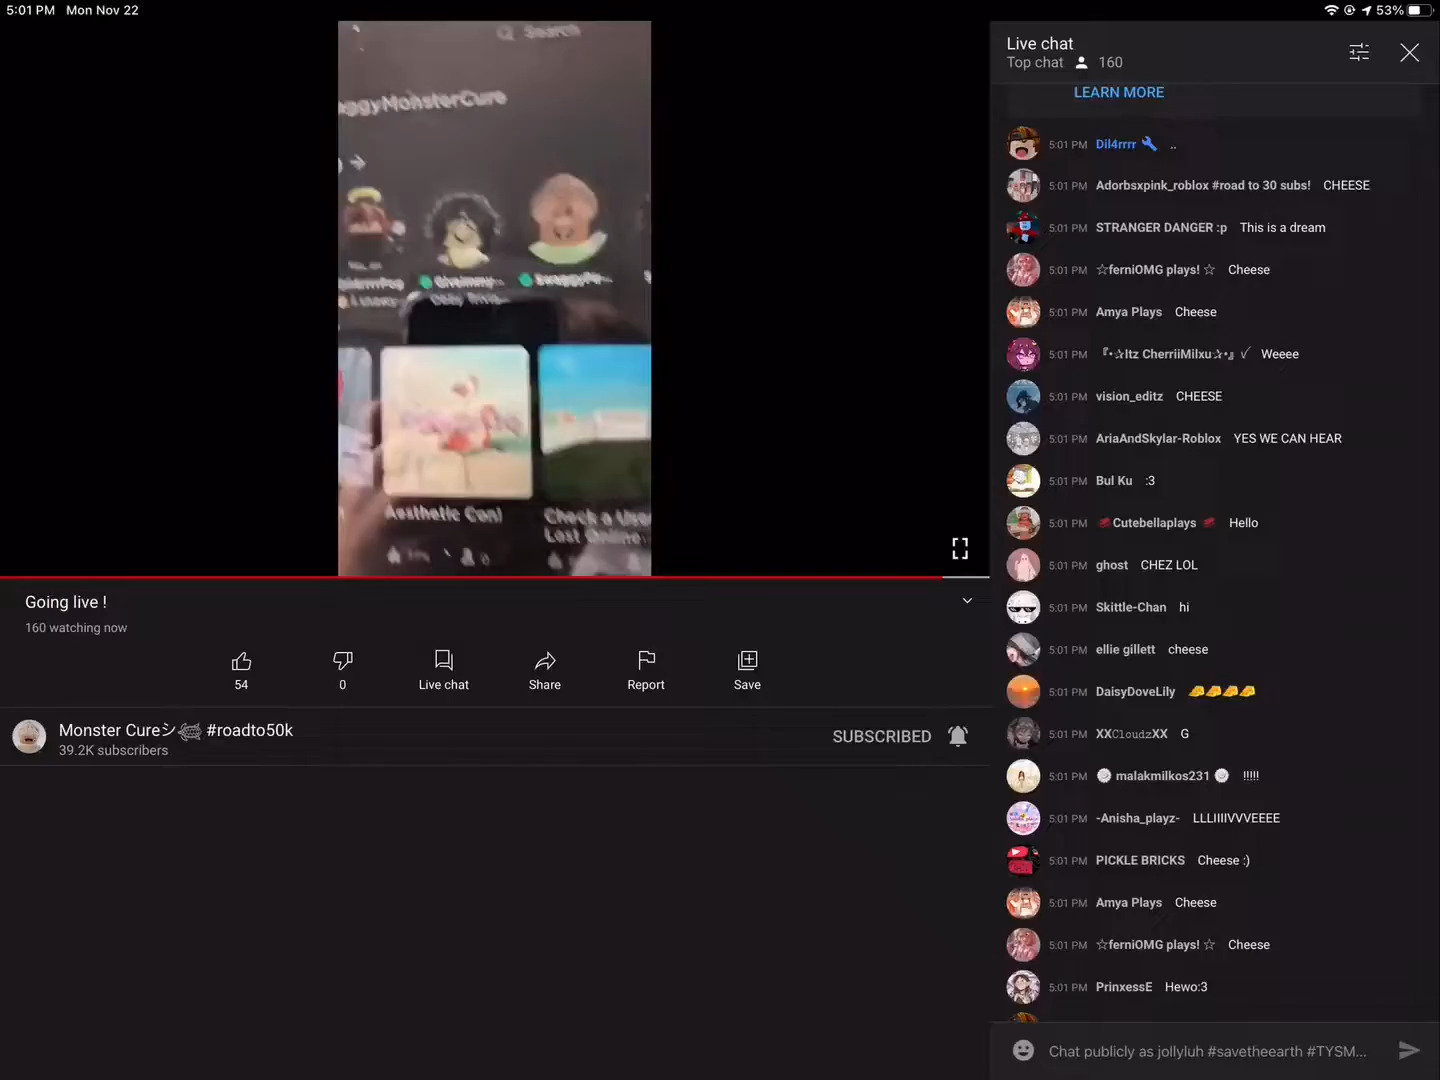 5:01 PM Mon Nov 22
53%
Search
ggyMonsterCure
Aesthetic Café
Check a User
Last Online
Going live !
160 watching now
54
0
Live chat
Share
Report
Save
Monster Cureシ #roadto50k
39.2K subscribers
SUBSCRIBED
Live chat
Top chat 160
LEARN MORE
5:01 PM Dil4rrrr ..
5:01 PM Adorbsxpink_roblox #road to 30 subs! CHEESE
5:01 PM STRANGER DANGER :p This is a dream
5:01 PM ☆ferniOMG plays! ☆ Cheese
5:01 PM Amya Plays Cheese
5:01 PM 『•✰Itz CherriiMilxu✰•』 ✓ Weeee
5:01 PM vision_editz CHEESE
5:01 PM AriaAndSkylar-Roblox YES WE CAN HEAR
5:01 PM Bul Ku :3
5:01 PM Cutebellaplays Hello
5:01 PM ghost CHEZ LOL
5:01 PM Skittle-Chan hi
5:01 PM ellie gillett cheese
5:01 PM DaisyDoveLily 🧀🧀🧀🧀
5:01 PM XX𝙲𝚕𝚘𝚞𝚍𝚣XX G
5:01 PM malakmilkos231 !!!!!
5:01 PM -Anisha_playz- LLLIIIIVVVEEEE
5:01 PM PICKLE BRICKS Cheese :)
5:01 PM Amya Plays Cheese
5:01 PM ☆ferniOMG plays! ☆ Cheese
5:01 PM PrinxessE Hewo:3
Chat publicly as jollyluh #savetheearth #TYSM...